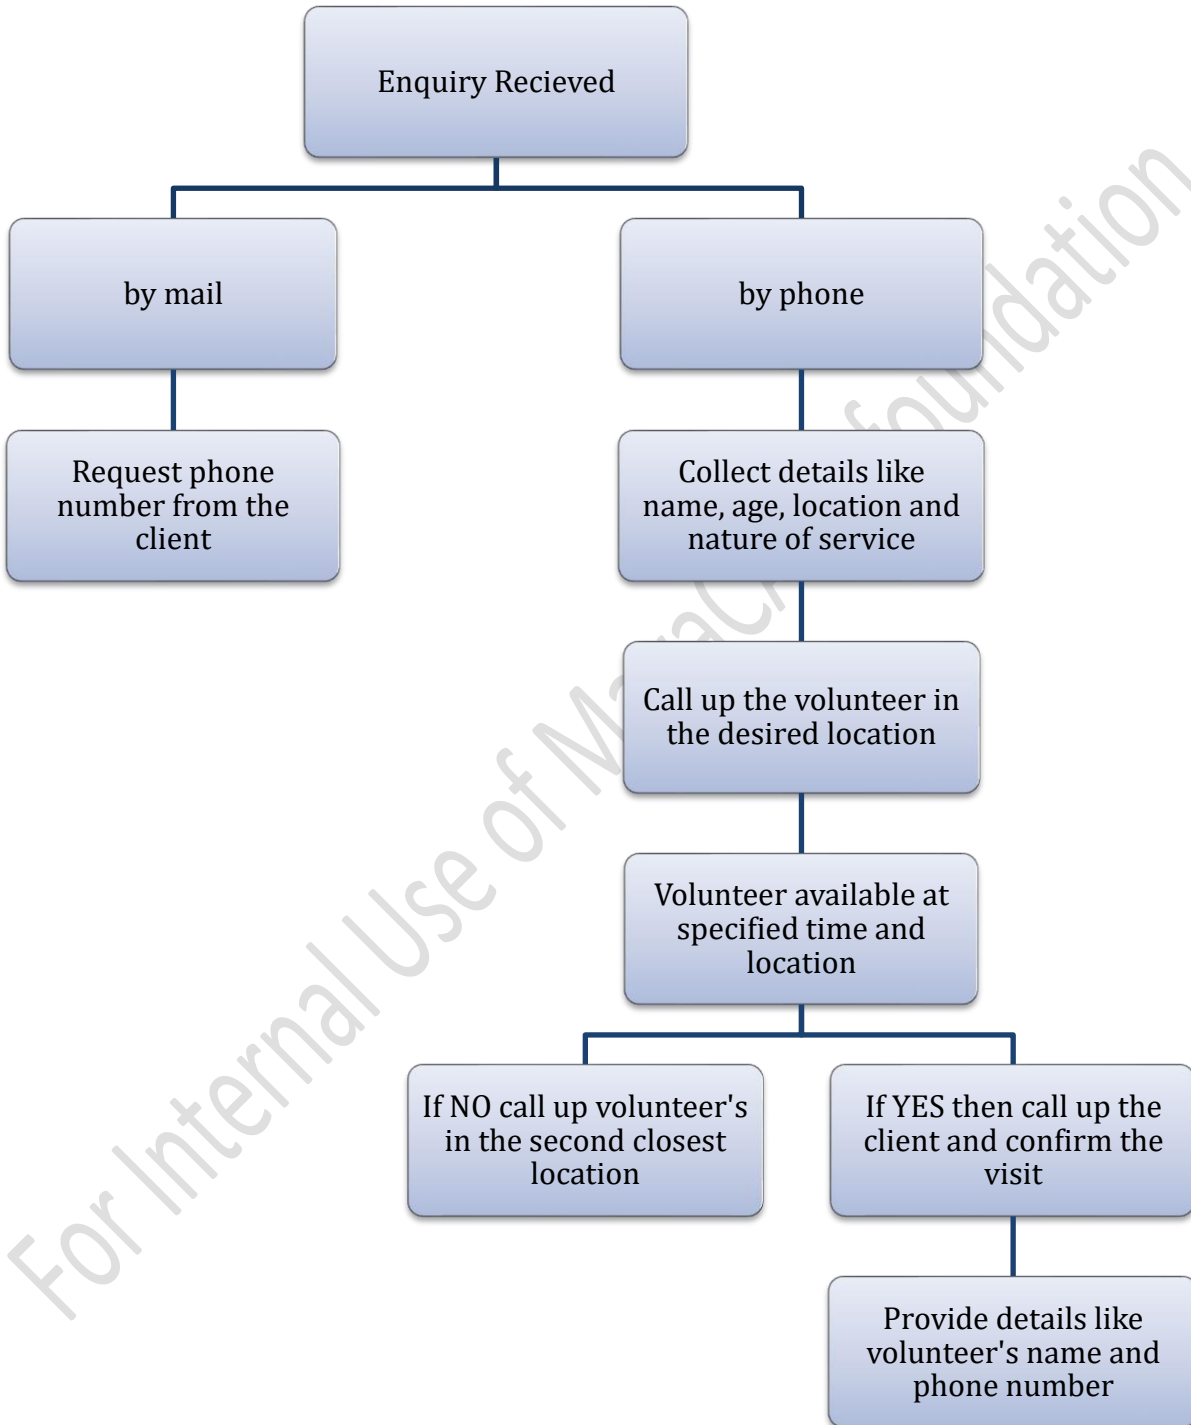 Enquiry Recieved
by mail
by phone
Request phone
number from the
client
Collect details like
name, age, location and
nature of service
Call up the volunteer in
the desired location
Volunteer available at
specified time and
location
If NO call up volunteer's
in the second closest
location
If YES then call up the
client and confirm the
visit
Provide details like
volunteer's name and
phone number
For Internal Use of